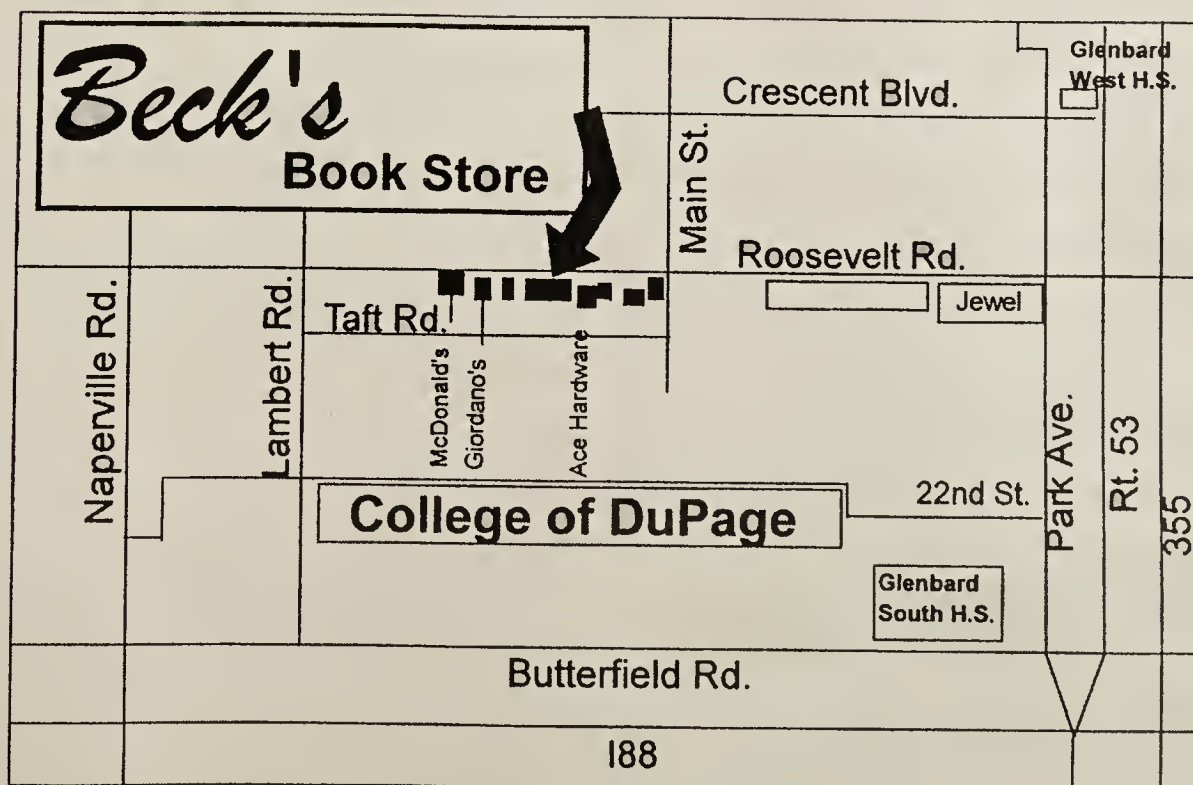 Beck's
Book Store
Crescent Blvd.
Glenbard
West H.S.
Main St.
Roosevelt Rd.
Jewel
Taft Rd.
Naperville Rd.
Lambert Rd.
McDonald's
Giordano's
Ace Hardware
Park Ave.
Rt. 53
355
22nd St.
College of DuPage
Glenbard
South H.S.
Butterfield Rd.
I88